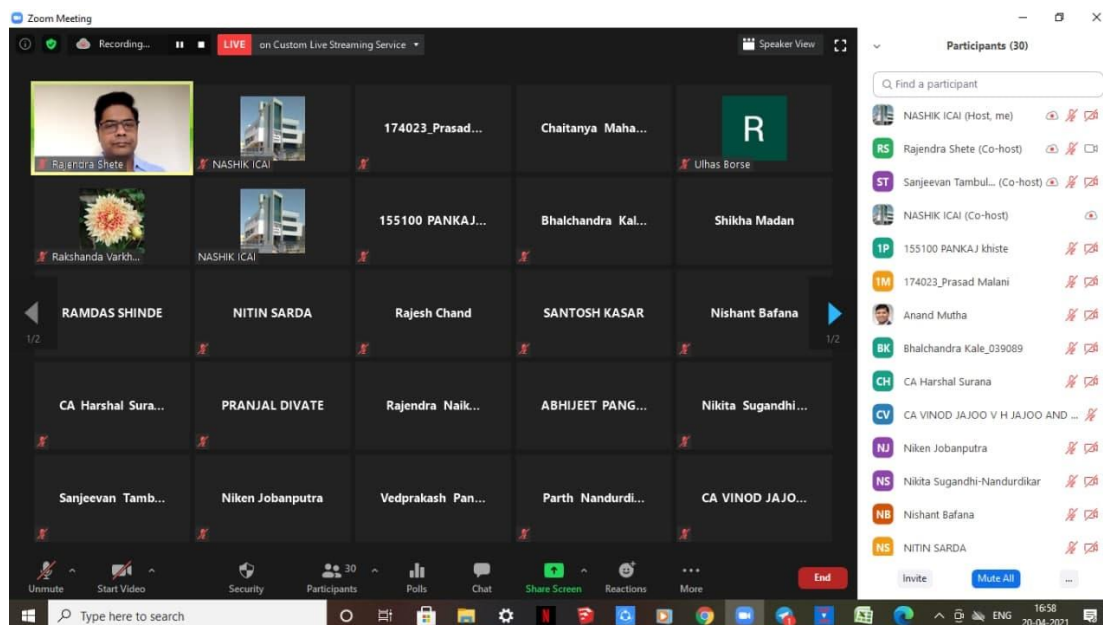 Zoom Meeting
Recording...
LIVE on Custom Live Streaming Service
Speaker View
Rajendra Shete
NASHIK ICAI
174023_Prasad...
Chaitanya Maha...
R
Ulhas Borse
Rakshanda Varkh...
NASHIK ICAI
155100 PANKAJ...
Bhalchandra Kal...
Shikha Madan
RAMDAS SHINDE
NITIN SARDA
Rajesh Chand
SANTOSH KASAR
Nishant Bafana
1/2
1/2
CA Harshal Sura...
PRANJAL DIVATE
Rajendra Naik...
ABHIJEET PANG...
Nikita Sugandhi...
Sanjeevan Tamb...
Niken Jobanputra
Vedprakash Pan...
Parth Nandurdi...
CA VINOD JAJO...
Unmute
Start Video
Security
Participants 30
Polls
Chat
Share Screen
Reactions
More
End
Participants (30)
Find a participant
NASHIK ICAI (Host, me)
RS Rajendra Shete (Co-host)
ST Sanjeevan Tambul... (Co-host)
NASHIK ICAI (Co-host)
1P 155100 PANKAJ khiste
1M 174023_Prasad Malani
Anand Mutha
BK Bhalchandra Kale_039089
CH CA Harshal Surana
CV CA VINOD JAJOO V H JAJOO AND ...
NJ Niken Jobanputra
NS Nikita Sugandhi-Nandurdikar
NB Nishant Bafana
NS NITIN SARDA
Invite
Mute All
...
Type here to search
ENG
16:58
20-04-2021